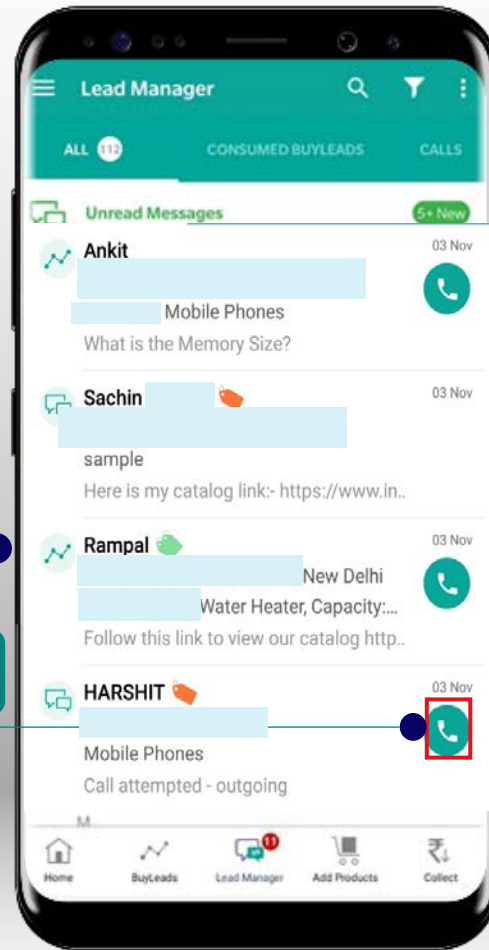 Lead Manager
ALL 112 CONSUMED BUYLEADS CALLS
Unread Messages 5+ New
Ankit 03 Nov
Mobile Phones
What is the Memory Size?
Sachin 03 Nov
sample
Here is my catalog link:- https://www.in..
Rampal 03 Nov
New Delhi
Water Heater, Capacity:...
Follow this link to view our catalog http..
HARSHIT 03 Nov
Mobile Phones
Call attempted - outgoing
M
11
Home BuyLeads Lead Manager Add Products Collect